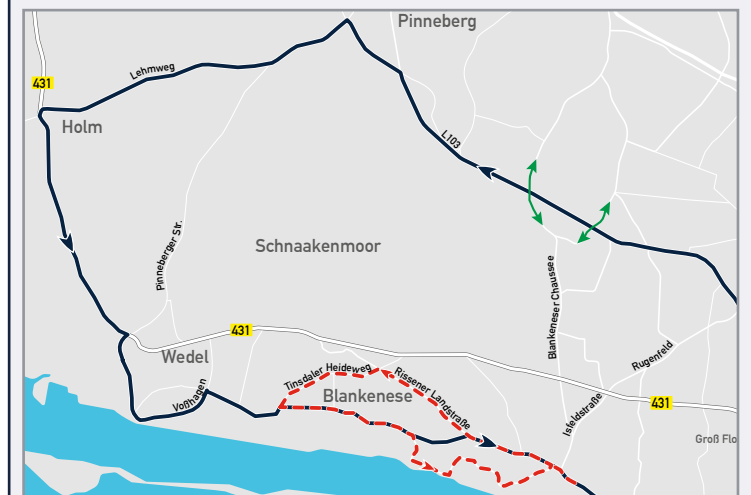 Pinneberg
Lehmweg
431
Holm
L103
Pinneberger Str.
Schnaakenmoor
Blankeneser Chaussee
431
Wedel
Tinsdaler Heideweg
Rissener Landstraße
Rugenfeld
Voßhagen
Blankenese
Isfeldstraße
431
Groß Flo